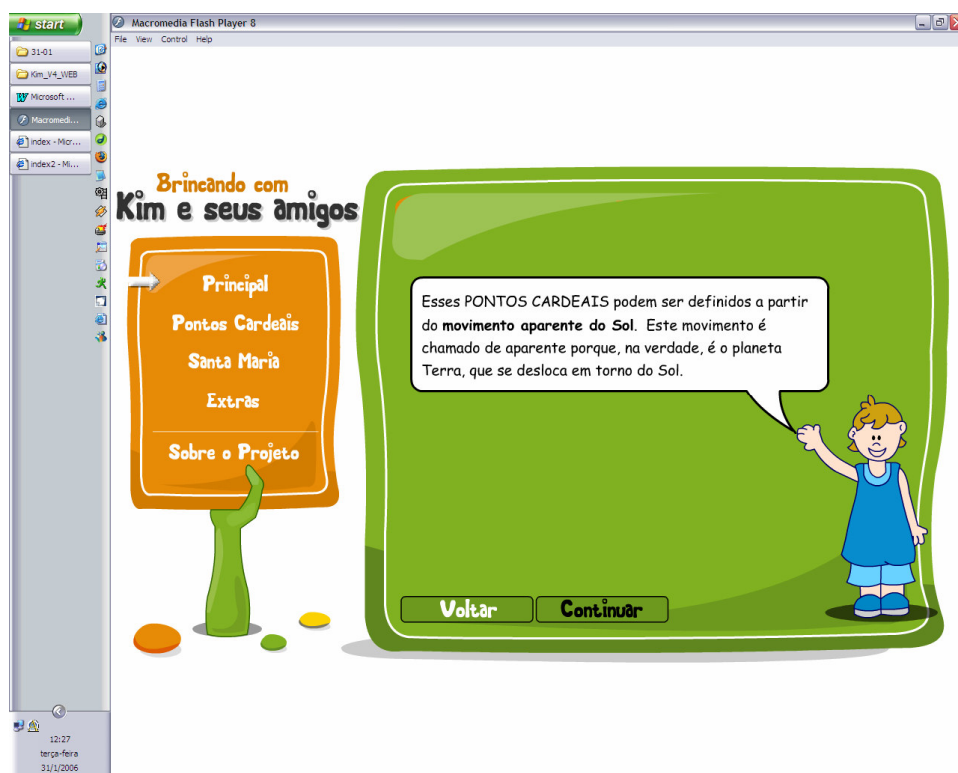 start
Macromedia Flash Player 8
File View Control Help
31-01
Kim_V4_WEB
Microsoft ...
Macromedi...
index - Micr...
index2 - Mi...
Brincando com
Kim e seus amigos
Principal
Pontos Cardeais
Santa Maria
Extras
Sobre o Projeto
Esses PONTOS CARDEAIS podem ser definidos a partir
do movimento aparente do Sol. Este movimento é
chamado de aparente porque, na verdade, é o planeta
Terra, que se desloca em torno do Sol.
Voltar
Continuar
12:27
terça-feira
31/1/2006